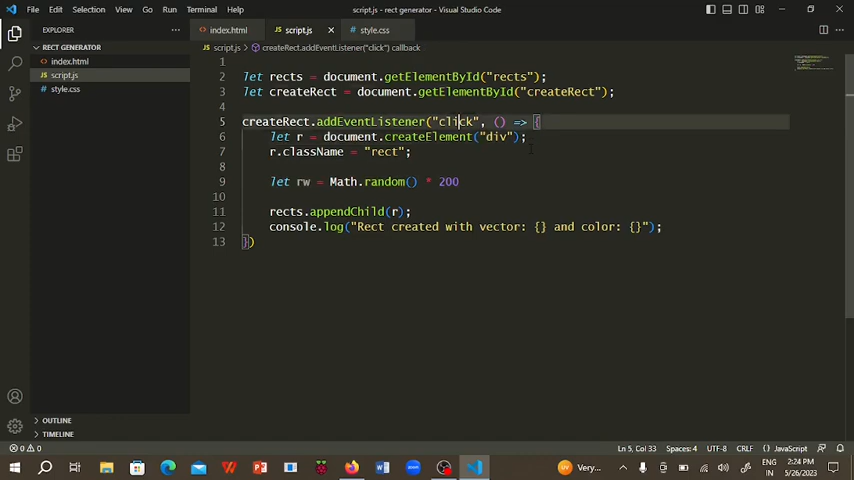 File Edit Selection View Go Run Terminal Help
script.js - rect generator - Visual Studio Code
EXPLORER
index.html
script.js
style.css
RECT GENERATOR
index.html
script.js
style.css
script.js > createRect.addEventListener("click") callback
1
2 let rects = document.getElementById("rects");
3 let createRect = document.getElementById("createRect");
4
5 createRect.addEventListener("click", () => {
6 let r = document.createElement("div");
7 r.className = "rect";
8
9 let rw = Math.random() * 200
10
11 rects.appendChild(r);
12 console.log("Rect created with vector: {} and color: {}");
13 })
OUTLINE
TIMELINE
0 0
Ln 5, Col 33 Spaces: 4 UTF-8 CRLF {} JavaScript
Very...
ENG
IN
2:24 PM
5/26/2023